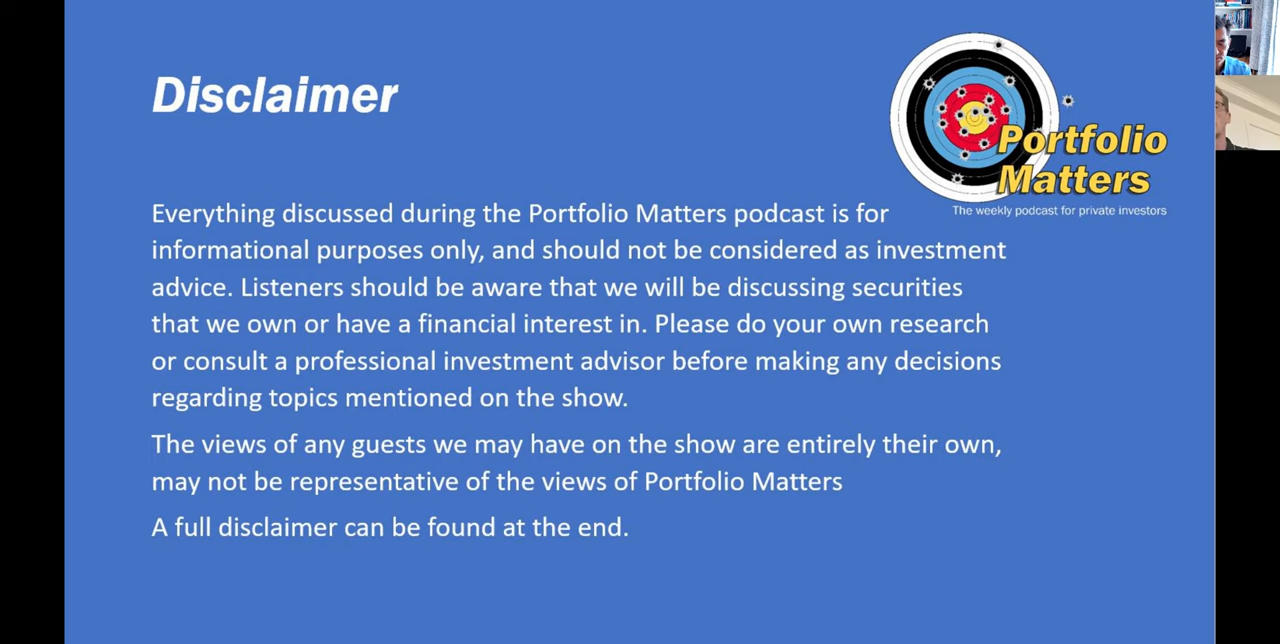 Disclaimer
Portfolio
Matters
The weekly podcast for private investors
Everything discussed during the Portfolio Matters podcast is for
informational purposes only, and should not be considered as investment
advice. Listeners should be aware that we will be discussing securities
that we own or have a financial interest in. Please do your own research
or consult a professional investment advisor before making any decisions
regarding topics mentioned on the show.
The views of any guests we may have on the show are entirely their own,
may not be representative of the views of Portfolio Matters
A full disclaimer can be found at the end.